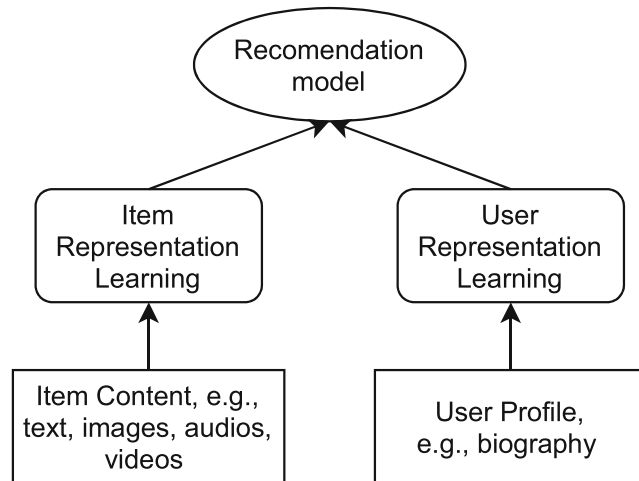 Recomendation
model
Item
Representation
Learning
User
Representation
Learning
Item Content, e.g.,
text, images, audios,
videos
User Profile,
e.g., biography